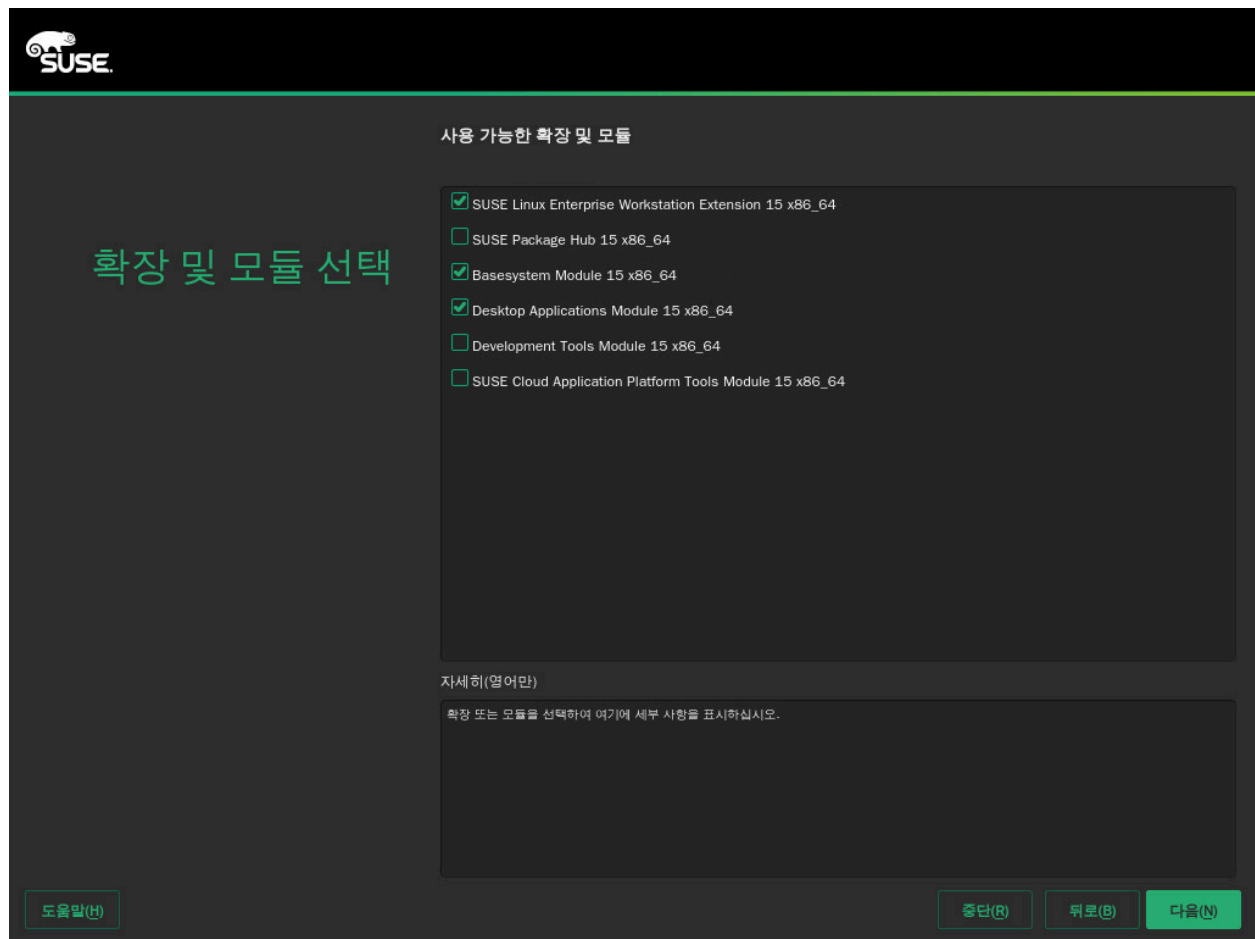 SUSE.
사용 가능한 확장 및 모듈
확장 및 모듈 선택
SUSE Linux Enterprise Workstation Extension 15 x86_64
SUSE Package Hub 15 x86_64
Basesystem Module 15 x86_64
Desktop Applications Module 15 x86_64
Development Tools Module 15 x86_64
SUSE Cloud Application Platform Tools Module 15 x86_64
자세히(영어만)
확장 또는 모듈을 선택하여 여기에 세부 사항을 표시하십시오.
도움말(H) 중단(R) 뒤로(B) 다음(N)